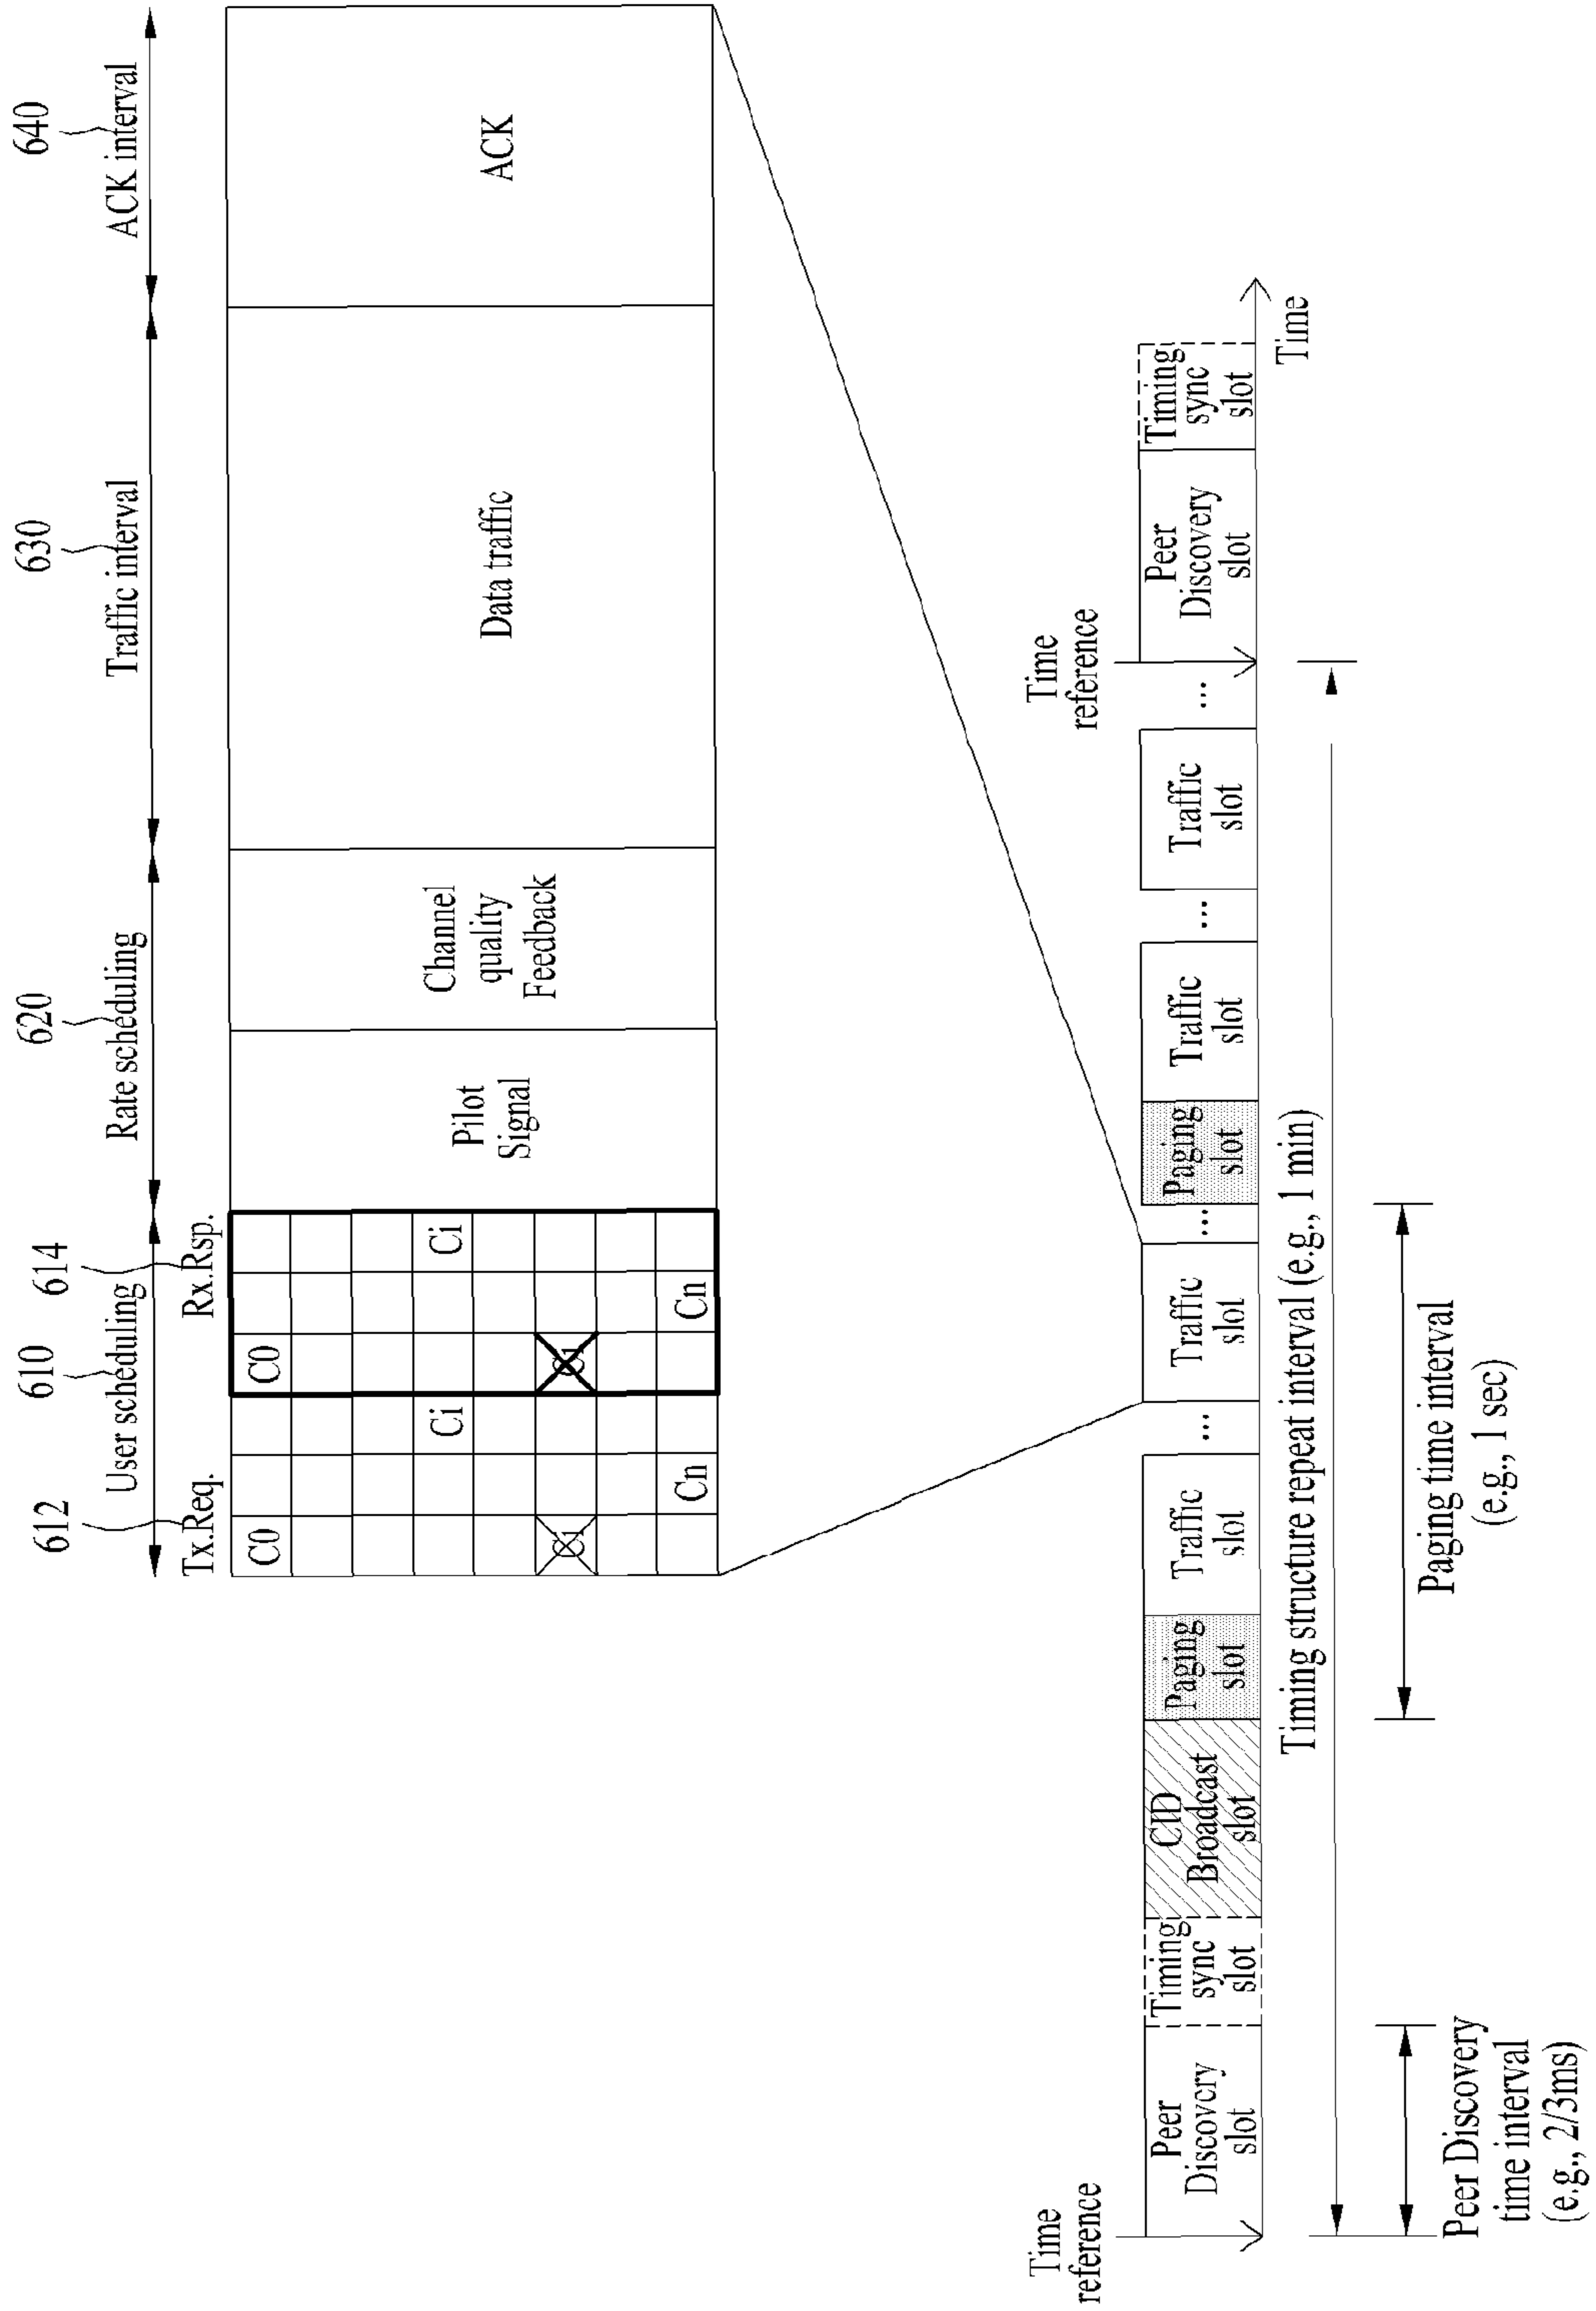 612
610
614
620
630
640
User scheduling
Rate scheduling
Traffic interval
ACK interval
Tx.Req.
Rx.Rsp.
C0
C0
Ci
Ci
Cn
Cn
Pilot
Signal
Channel
quality
Feedback
Data traffic
ACK
Time
reference
Time
reference
Peer
Discovery
slot
Timing
sync
slot
CID
Broadcast
slot
Paging
slot
Traffic
slot
...
Traffic
slot
...
Paging
slot
Traffic
slot
...
Traffic
slot
...
Peer
Discovery
slot
Timing
sync
slot
Time
Timing structure repeat interval (e.g., 1 min)
Peer Discovery
time interval
(e.g., 2/3ms)
Paging time interval
(e.g., 1 sec)